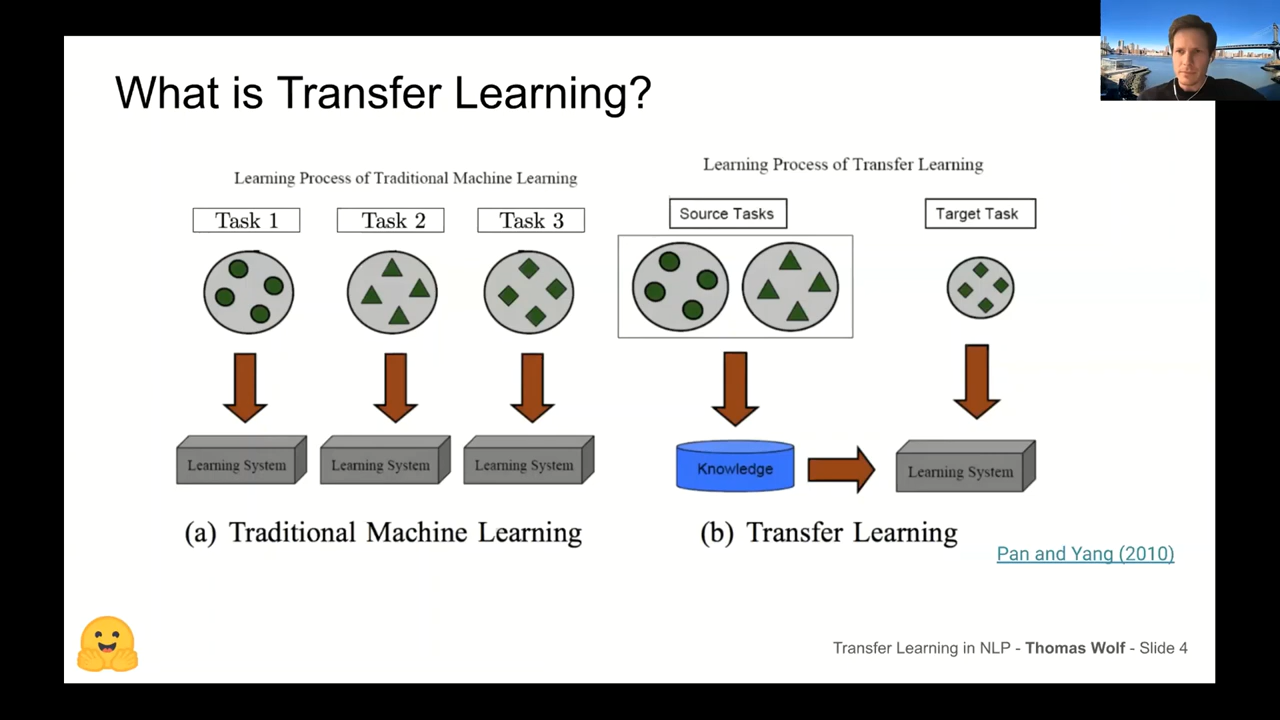 What is Transfer Learning?
Learning Process of Traditional Machine Learning
Task 1
Task 2
Task 3
Learning System
Learning System
Learning System
(a) Traditional Machine Learning
Learning Process of Transfer Learning
Source Tasks
Target Task
Knowledge
Learning System
(b) Transfer Learning
Pan and Yang (2010)
Transfer Learning in NLP - Thomas Wolf - Slide 4